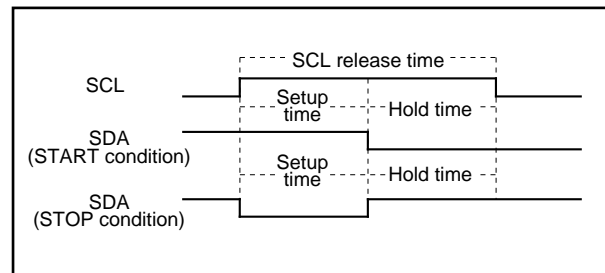 SCL release time
SCL
Setup
time
Hold time
SDA
(START condition)
Setup
time
Hold time
SDA
(STOP condition)